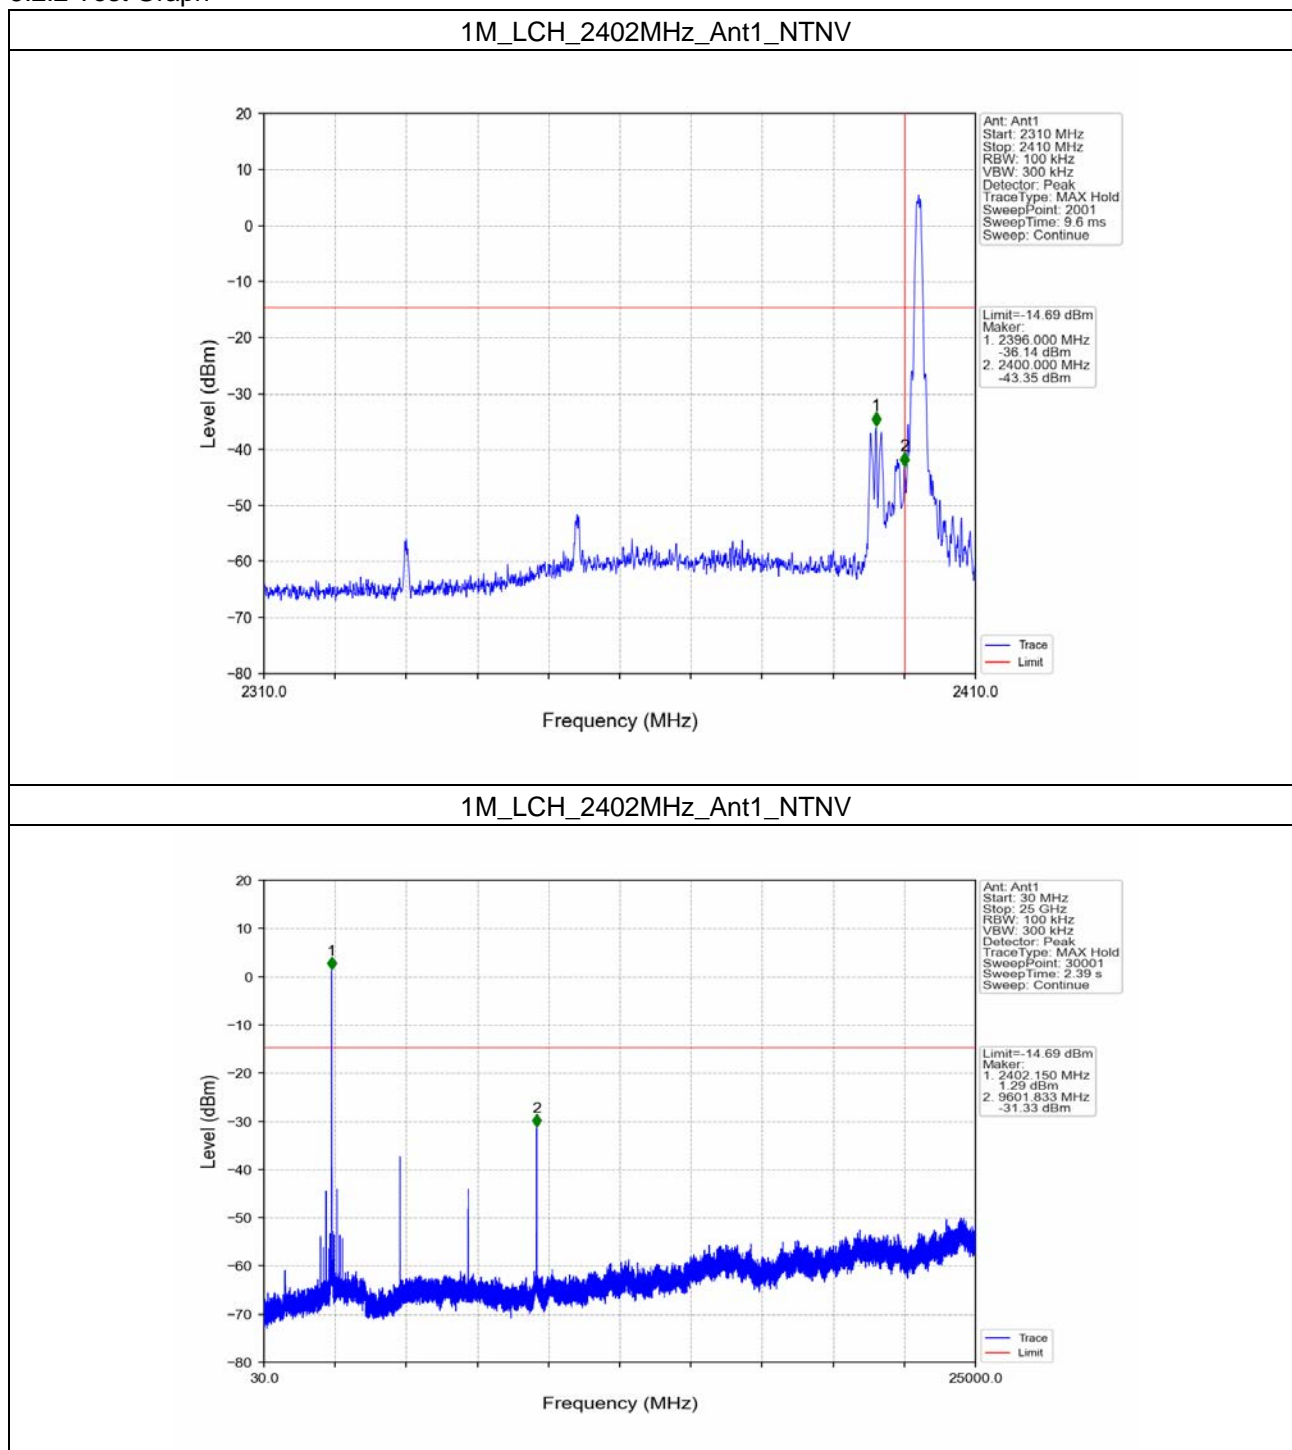 1M_LCH_2402MHz_Ant1_NTNV
20
10
0
−10
−20
−30
−40
−50
−60
−70
−80
Level (dBm)
2310.0
2410.0
Frequency (MHz)
1
2
Ant: Ant1
Start: 2310 MHz
Stop: 2410 MHz
RBW: 100 kHz
VBW: 300 kHz
Detector: Peak
TraceType: MAX Hold
SweepPoint: 2001
SweepTime: 9.6 ms
Sweep: Continue
Limit=-14.69 dBm
Maker:
1. 2396.000 MHz
-36.14 dBm
2. 2400.000 MHz
-43.35 dBm
Trace
Limit
1M_LCH_2402MHz_Ant1_NTNV
20
10
0
−10
−20
−30
−40
−50
−60
−70
−80
Level (dBm)
30.0
25000.0
Frequency (MHz)
1
2
Ant: Ant1
Start: 30 MHz
Stop: 25 GHz
RBW: 100 kHz
VBW: 300 kHz
Detector: Peak
TraceType: MAX Hold
SweepPoint: 30001
SweepTime: 2.39 s
Sweep: Continue
Limit=-14.69 dBm
Maker:
1. 2402.150 MHz
1.29 dBm
2. 9601.833 MHz
-31.33 dBm
Trace
Limit